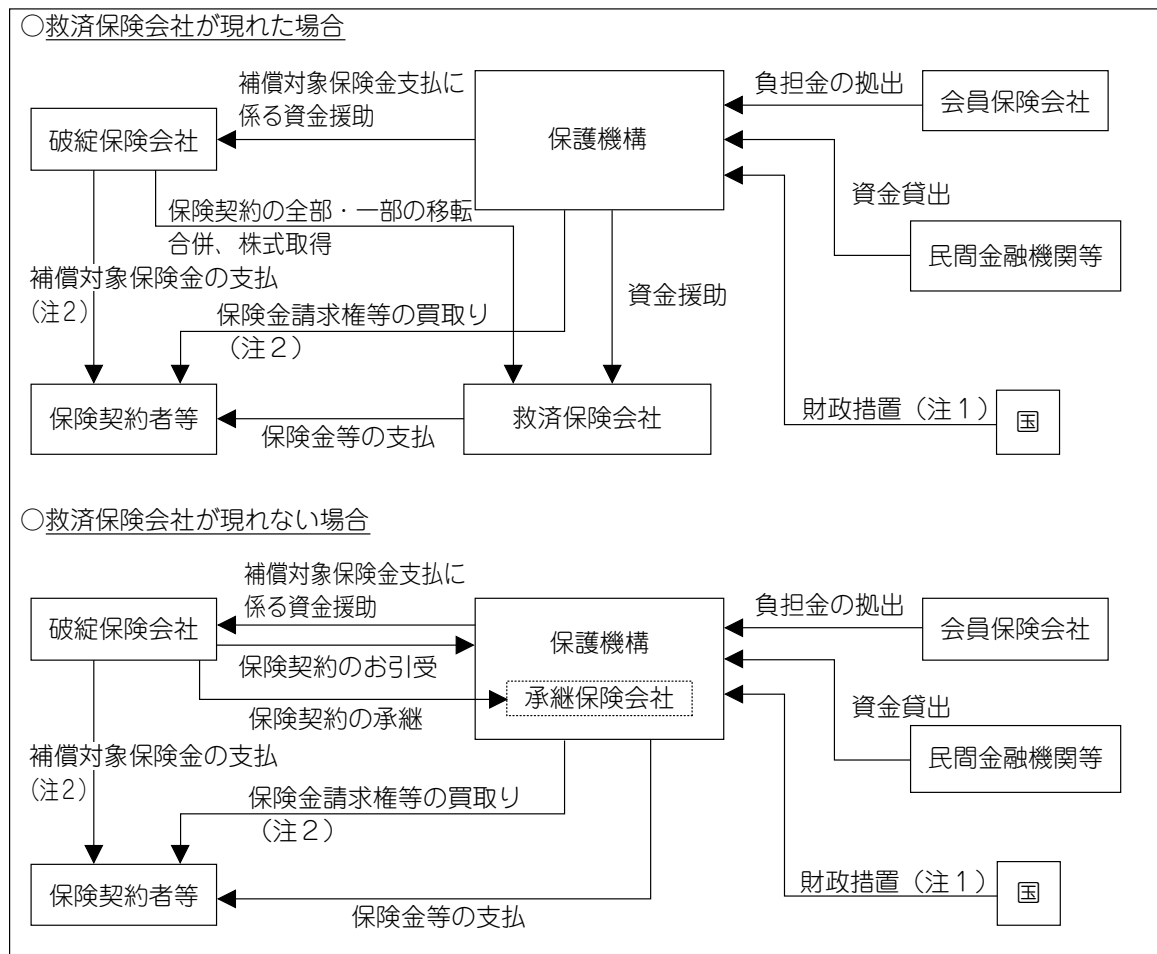 ○救済保険会社が現れた場合
補償対象保険金支払に
係る資金援助
破綻保険会社
保護機構
負担金の拠出
会員保険会社
資金貸出
民間金融機関等
保険契約の全部・一部の移転
合併、株式取得
補償対象保険金の支払
(注2)
保険金請求権等の買取り
（注２）
資金援助
保険契約者等
保険金等の支払
救済保険会社
財政措置（注１）
国
○救済保険会社が現れない場合
補償対象保険金支払に
係る資金援助
破綻保険会社
保護機構
負担金の拠出
会員保険会社
保険契約のお引受
承継保険会社
保険契約の承継
資金貸出
民間金融機関等
補償対象保険金の支払
(注2)
保険金請求権等の買取り
（注２）
保険契約者等
保険金等の支払
財政措置（注１）
国